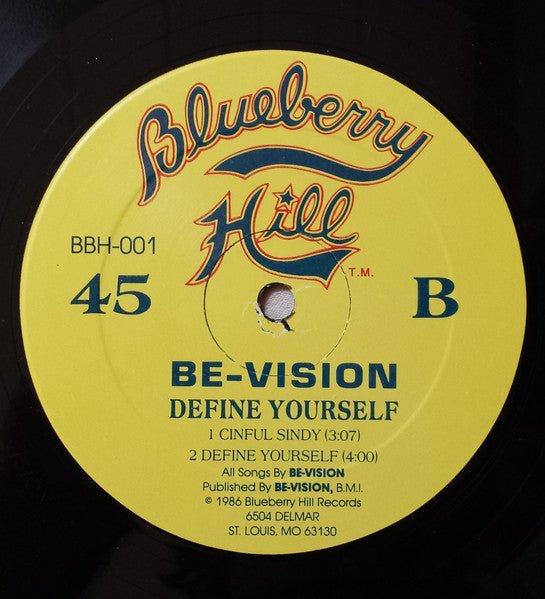 Blueberry
Hill
T.M.
BBH-001
45
B
BE-VISION
DEFINE YOURSELF
1 CINFUL SINDY (3:07)
2 DEFINE YOURSELF (4:00)
All Songs By BE-VISION
Published By BE-VISION, B.M.I.
© 1986 Blueberry Hill Records
6504 DELMAR
ST. LOUIS, MO 63130